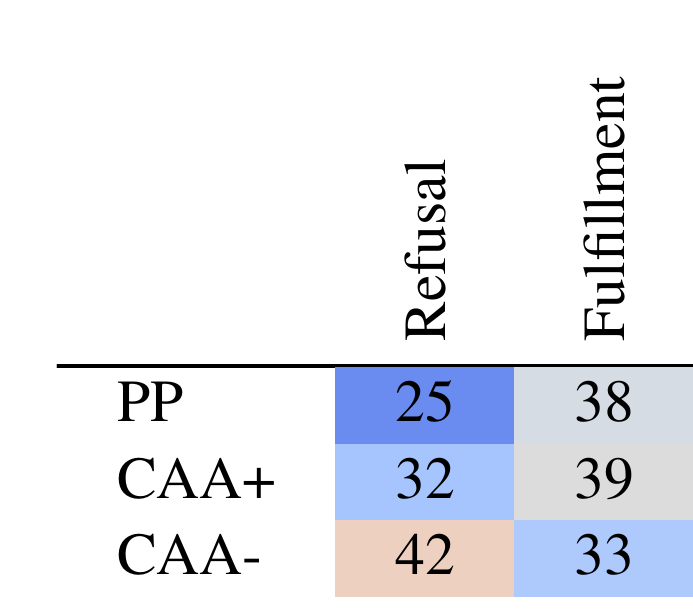 Refusal Fulfillment
PP 25 38
CAA+ 32 39
CAA- 42 33